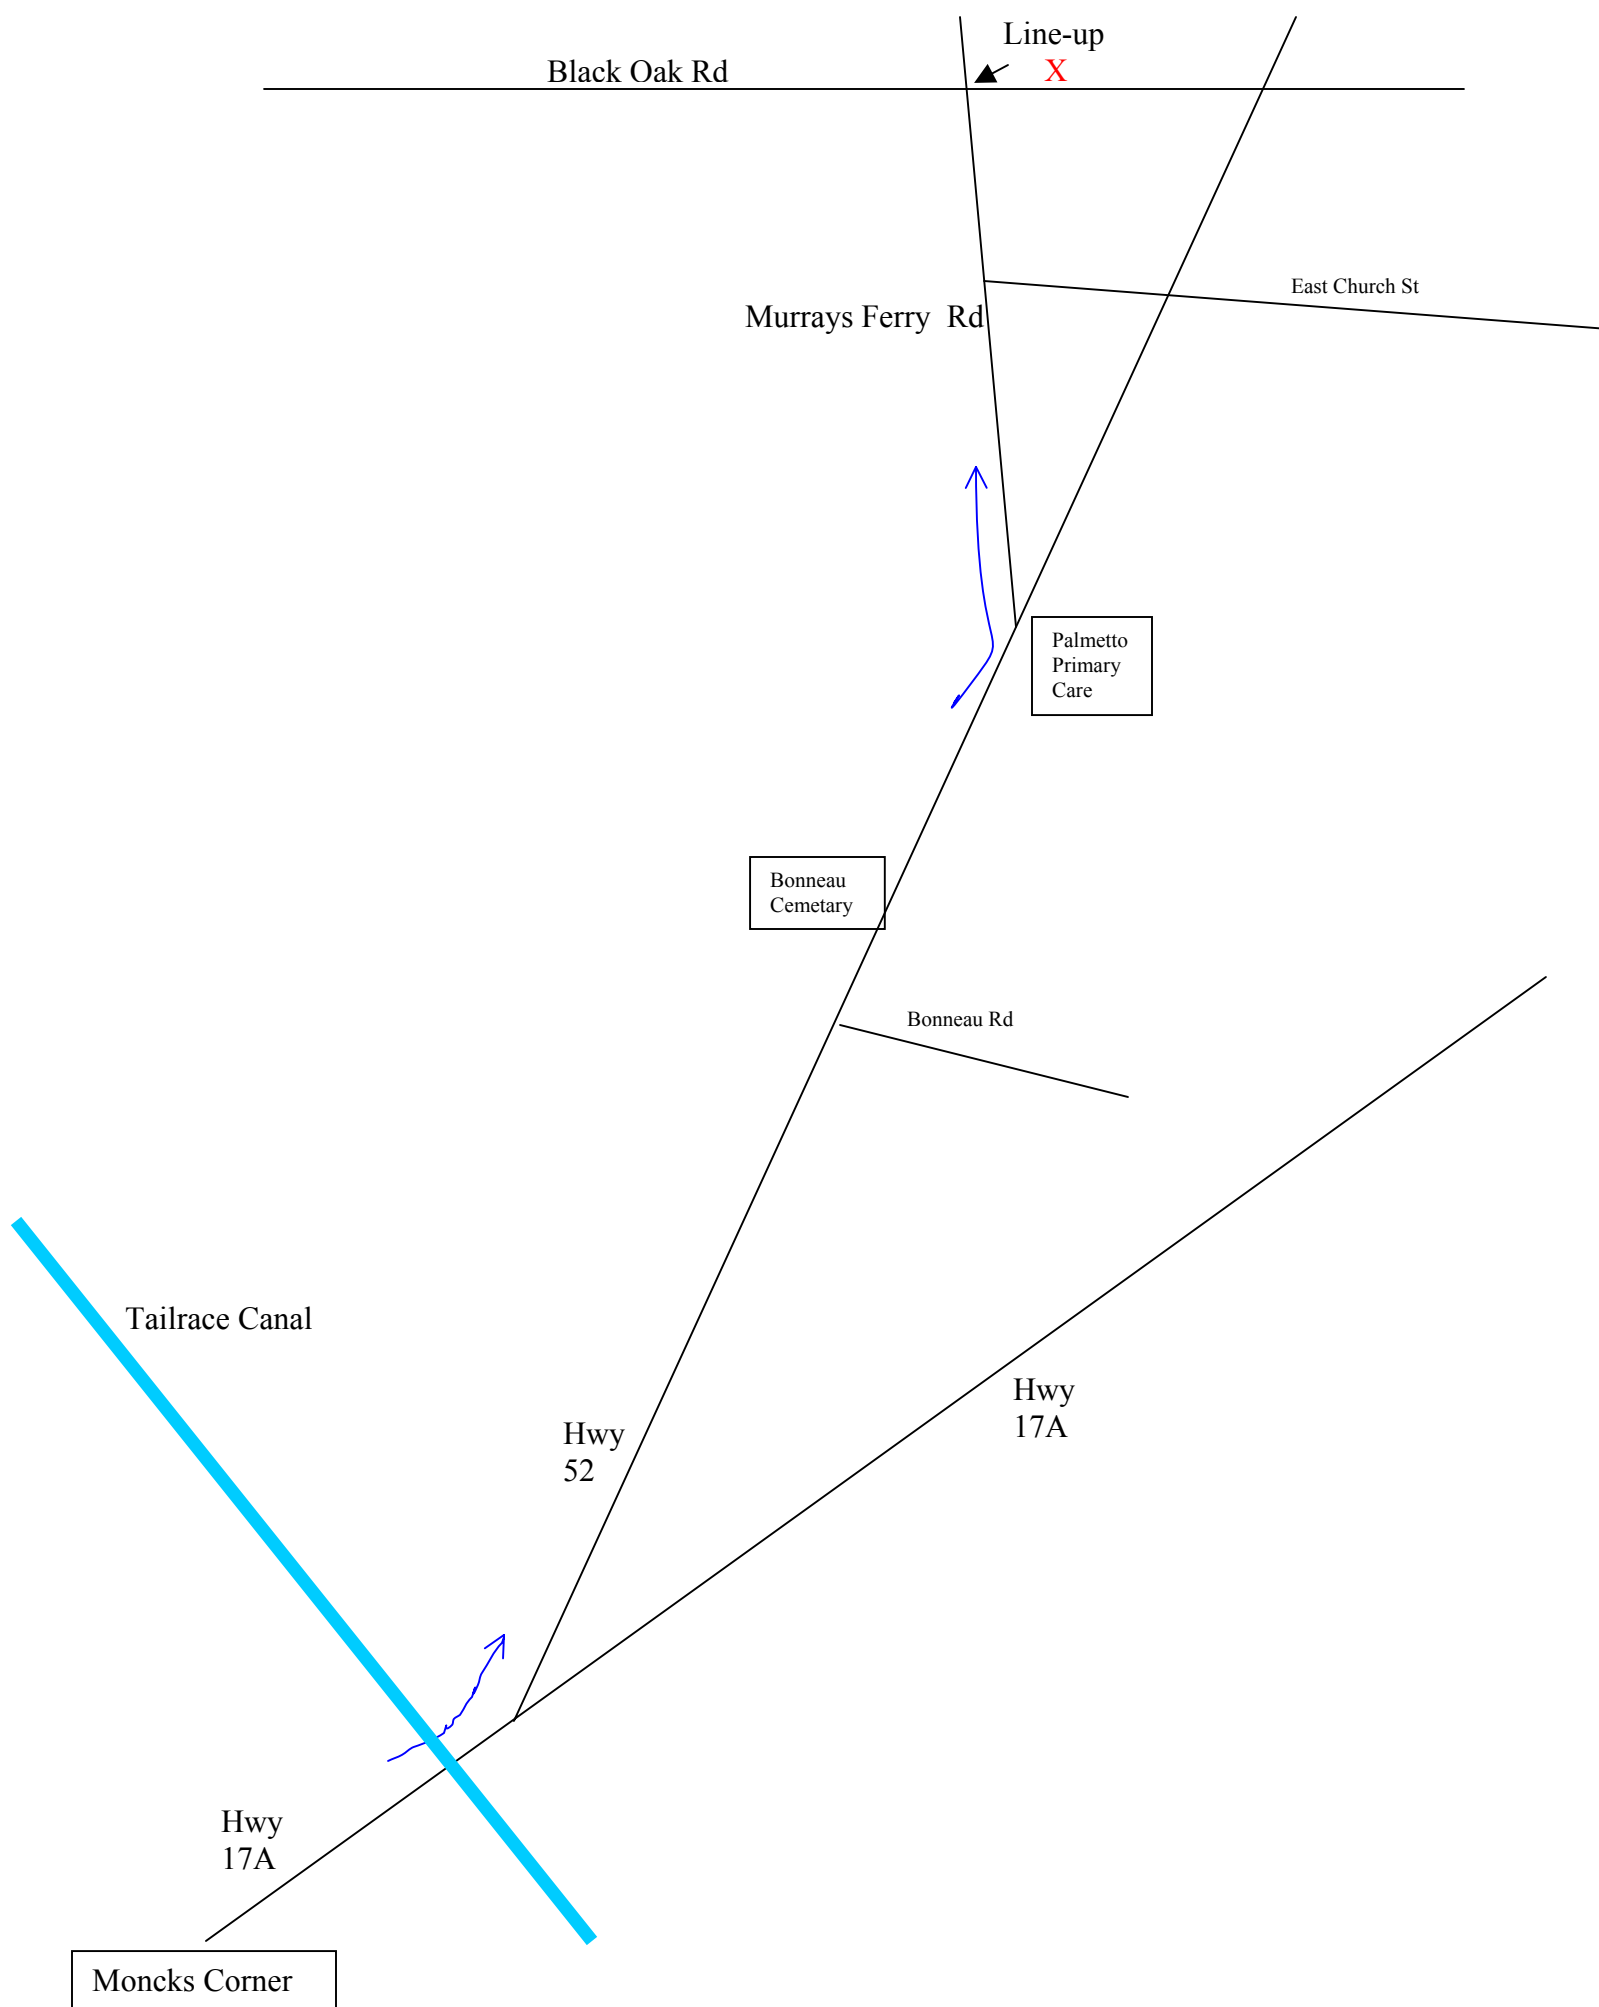 Line-up
Black Oak Rd
X
East Church St
Murrays Ferry  Rd
Palmetto
Primary
Care
Bonneau
Cemetary
Bonneau Rd
Tailrace Canal
Hwy
17A
Hwy
52
Hwy
17A
Moncks Corner